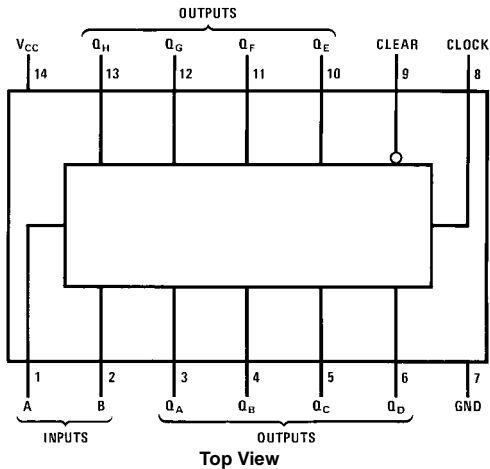 OUTPUTS
VCC QH QG QF QE CLEAR CLOCK
14 13 12 11 10 9 8
1 2 3 4 5 6 7
A B QA QB QC QD GND
INPUTS OUTPUTS
Top View